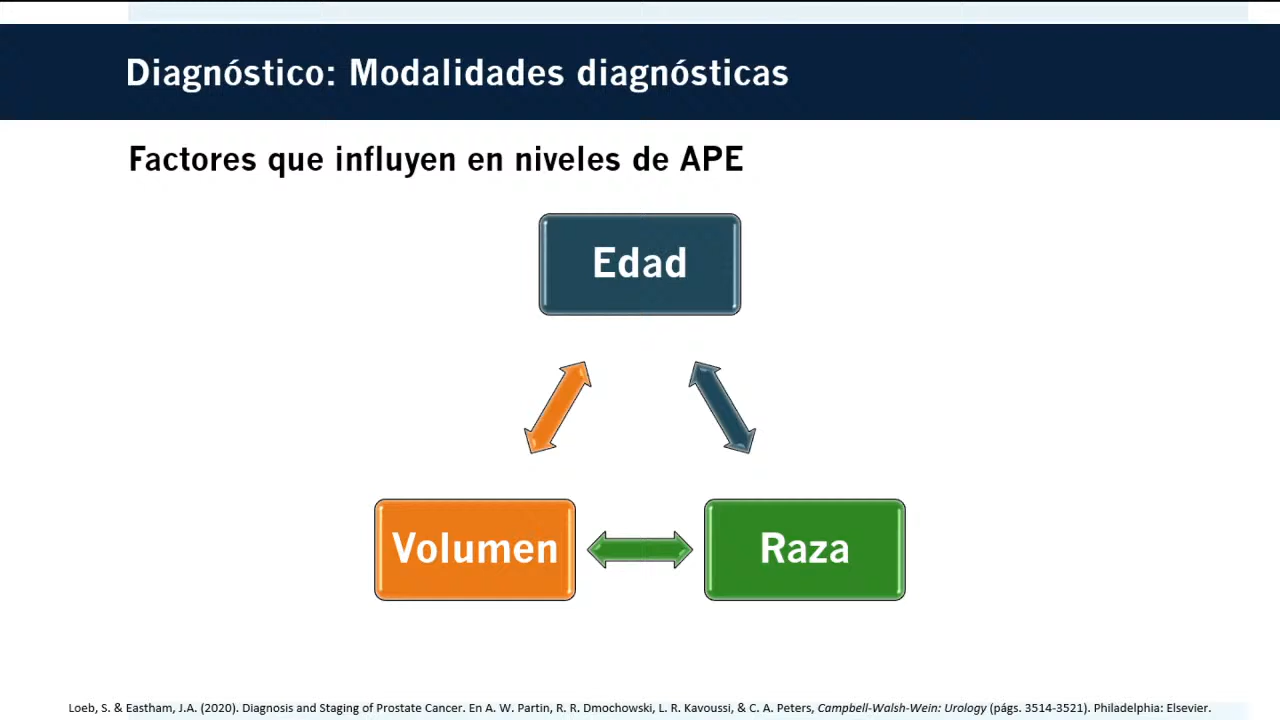 Diagnóstico: Modalidades diagnósticas
Factores que influyen en niveles de APE
Edad
Volumen
Raza
Loeb, S. & Eastham, J.A. (2020). Diagnosis and Staging of Prostate Cancer. En A. W. Partin, R. R. Dmochowski, L. R. Kavoussi, & C. A. Peters, Campbell-Walsh-Wein: Urology (págs. 3514-3521). Philadelphia: Elsevier.